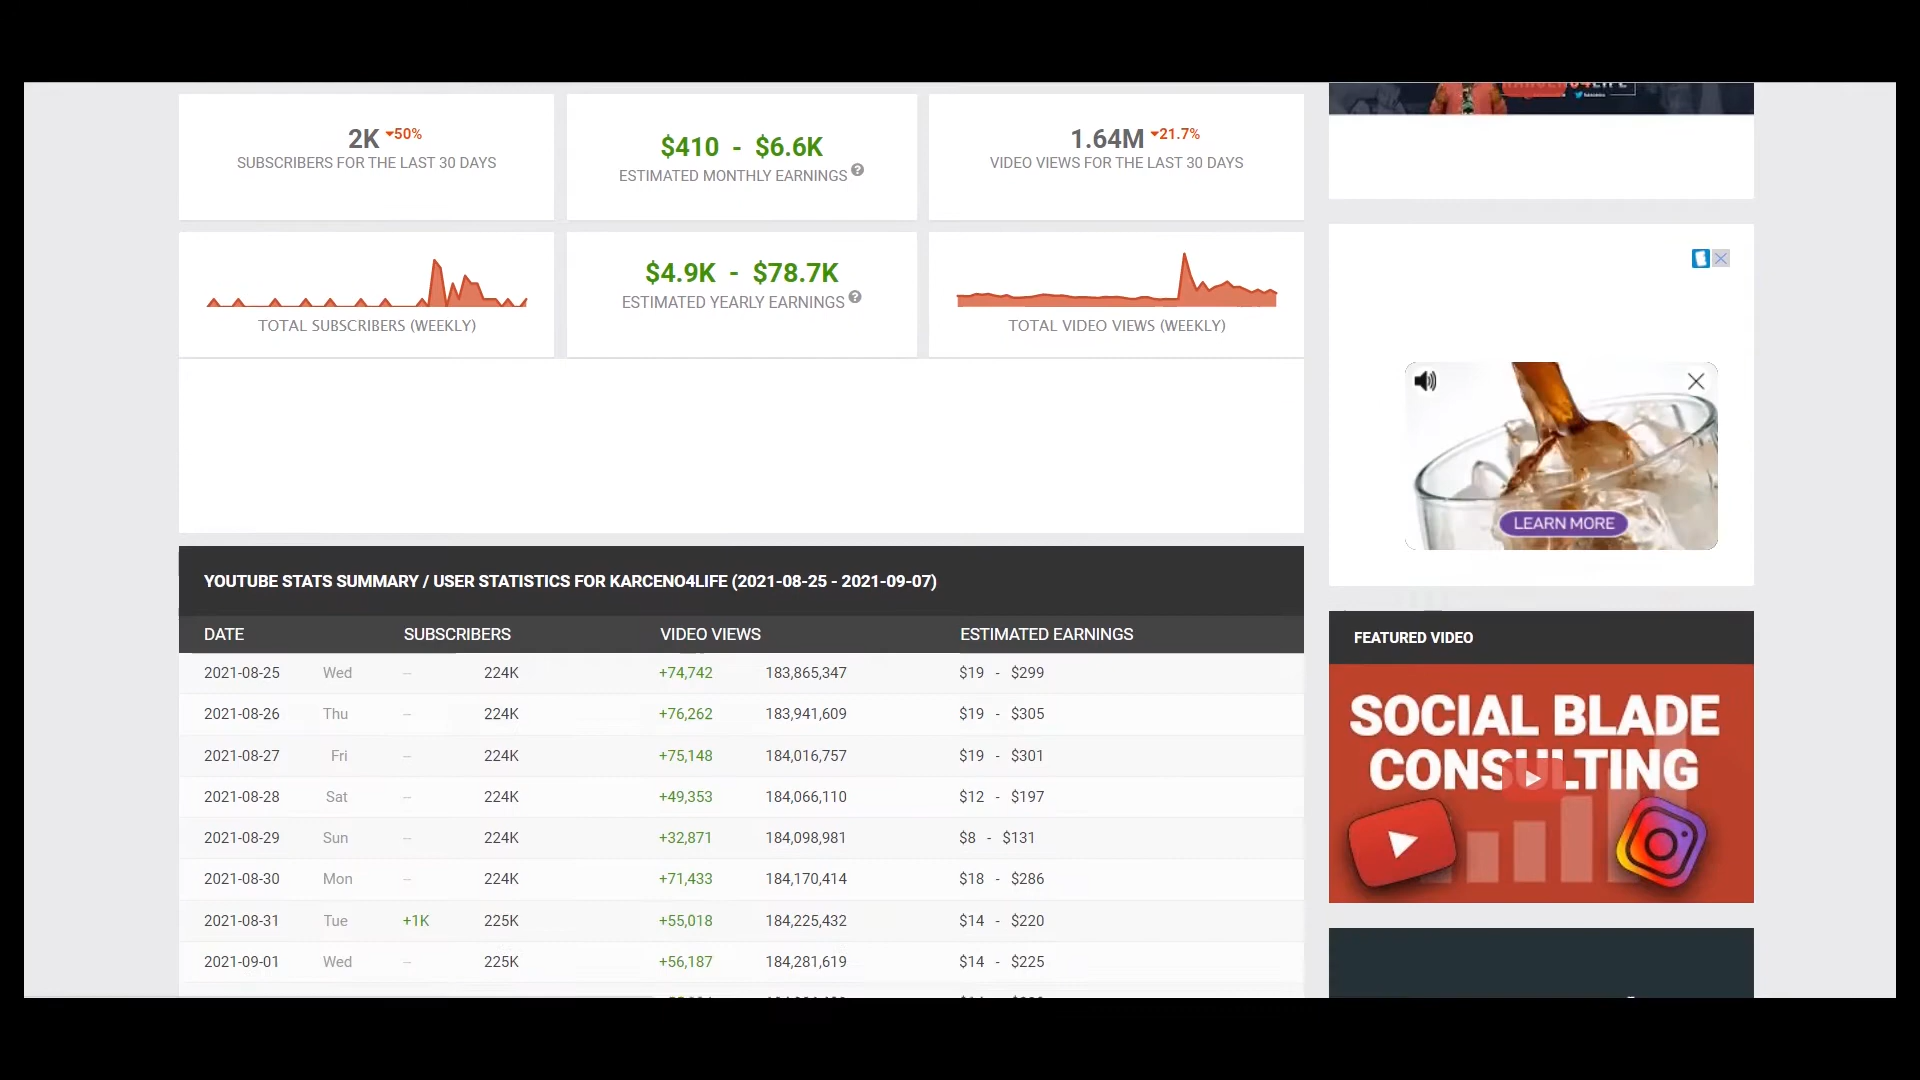 2K 50%
SUBSCRIBERS FOR THE LAST 30 DAYS
$410 - $6.6K
ESTIMATED MONTHLY EARNINGS ?
1.64M 21.7%
VIDEO VIEWS FOR THE LAST 30 DAYS
TOTAL SUBSCRIBERS (WEEKLY)
$4.9K - $78.7K
ESTIMATED YEARLY EARNINGS ?
TOTAL VIDEO VIEWS (WEEKLY)
YOUTUBE STATS SUMMARY / USER STATISTICS FOR KARCENO4LIFE (2021-08-25 - 2021-09-07)
DATE SUBSCRIBERS VIDEO VIEWS ESTIMATED EARNINGS
2021-08-25 Wed -- 224K +74,742 183,865,347 $19 - $299
2021-08-26 Thu -- 224K +76,262 183,941,609 $19 - $305
2021-08-27 Fri -- 224K +75,148 184,016,757 $19 - $301
2021-08-28 Sat -- 224K +49,353 184,066,110 $12 - $197
2021-08-29 Sun -- 224K +32,871 184,098,981 $8 - $131
2021-08-30 Mon -- 224K +71,433 184,170,414 $18 - $286
2021-08-31 Tue +1K 225K +55,018 184,225,432 $14 - $220
2021-09-01 Wed -- 225K +56,187 184,281,619 $14 - $225
LEARN MORE
FEATURED VIDEO
SOCIAL BLADE
CONSULTING